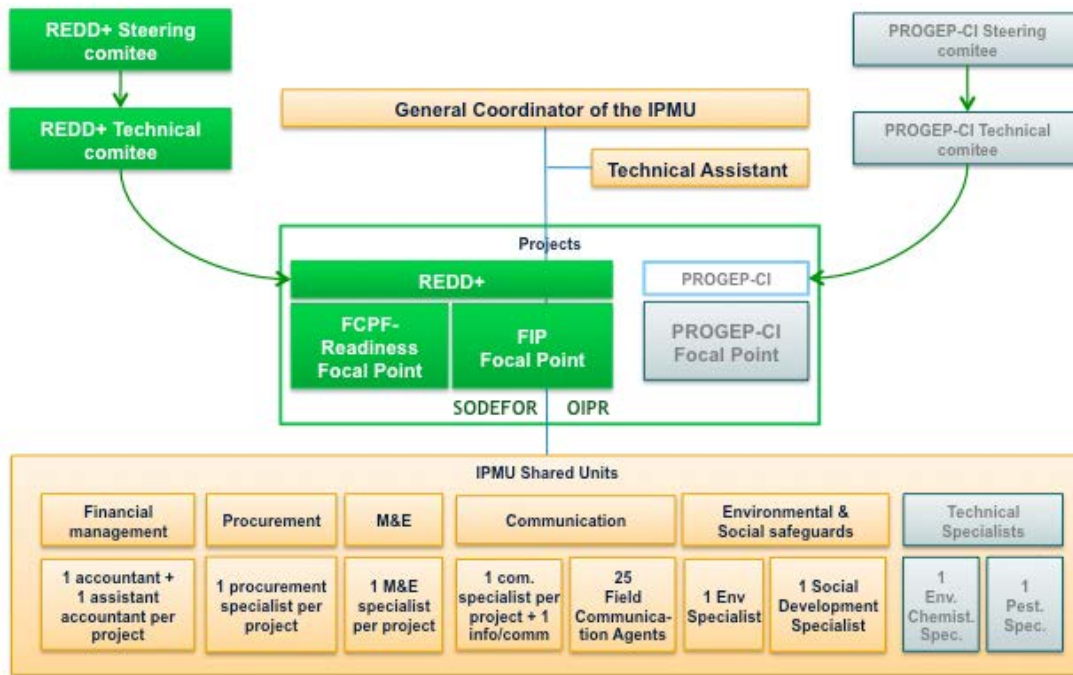 REDD+ Steering
comitee
PROGEP-CI Steering
comitee
REDD+ Technical
comitee
General Coordinator of the IPMU
PROGEP-CI Technical
comitee
Technical Assistant
Projects
REDD+
PROGEP-CI
FCPF-
Readiness
Focal Point
FIP
Focal Point
PROGEP-CI
Focal Point
SODEFOR
OIPR
IPMU Shared Units
Financial
management
Procurement
M&E
Communication
Environmental &
Social safeguards
Technical
Specialists
1 accountant +
1 assistant
accountant per
project
1 procurement
specialist per
project
1 M&E
specialist
per project
1 com.
specialist per
project + 1
info/comm
25
Field
Communica-
tion Agents
1 Env
Specialist
1 Social
Development
Specialist
1
Env.
Chemist.
Spec.
1
Pest.
Spec.